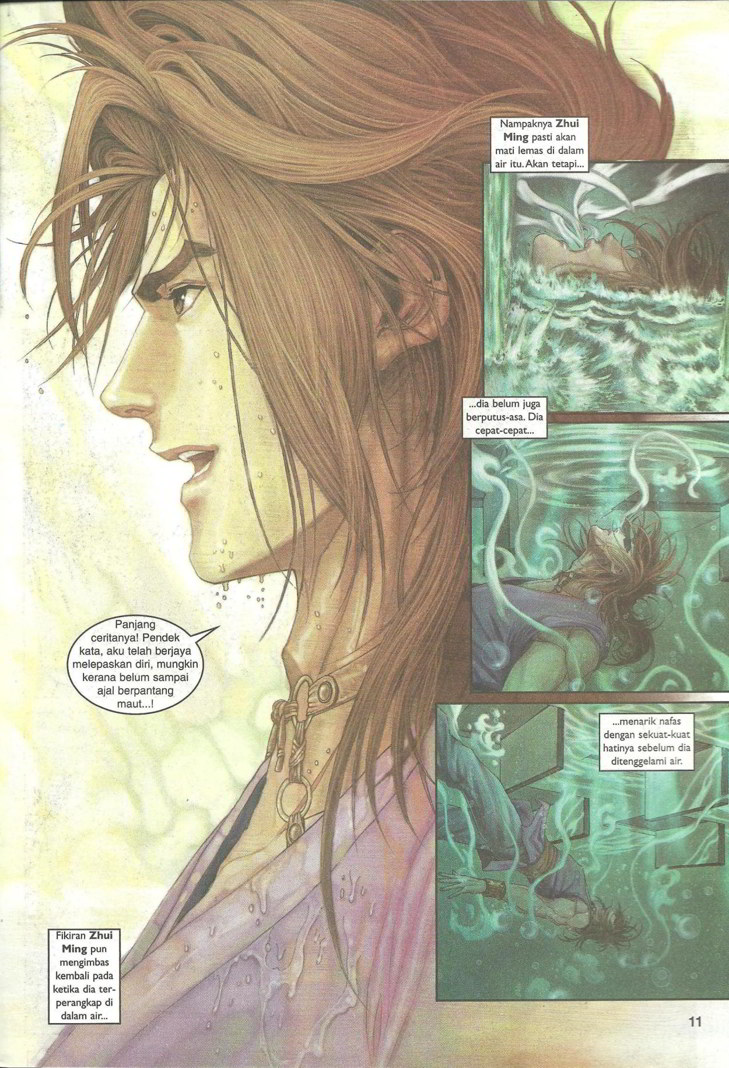 Panjang
ceritanya! Pendek
kata, aku telah berjaya
melepaskan diri, mungkin
kerana belum sampai
ajal berpantang
maut...!
Fikiran Zhui
Ming pun
mengimbas
kembali pada
ketika dia ter-
perangkap di
dalam air...
Nampaknya Zhui
Ming pasti akan
mati lemas di dalam
air itu. Akan tetapi...
...dia belum juga
berputus-asa. Dia
cepat-cepat...
...menarik nafas
dengan sekuat-kuat
hatinya sebelum dia
ditenggelami air.
11